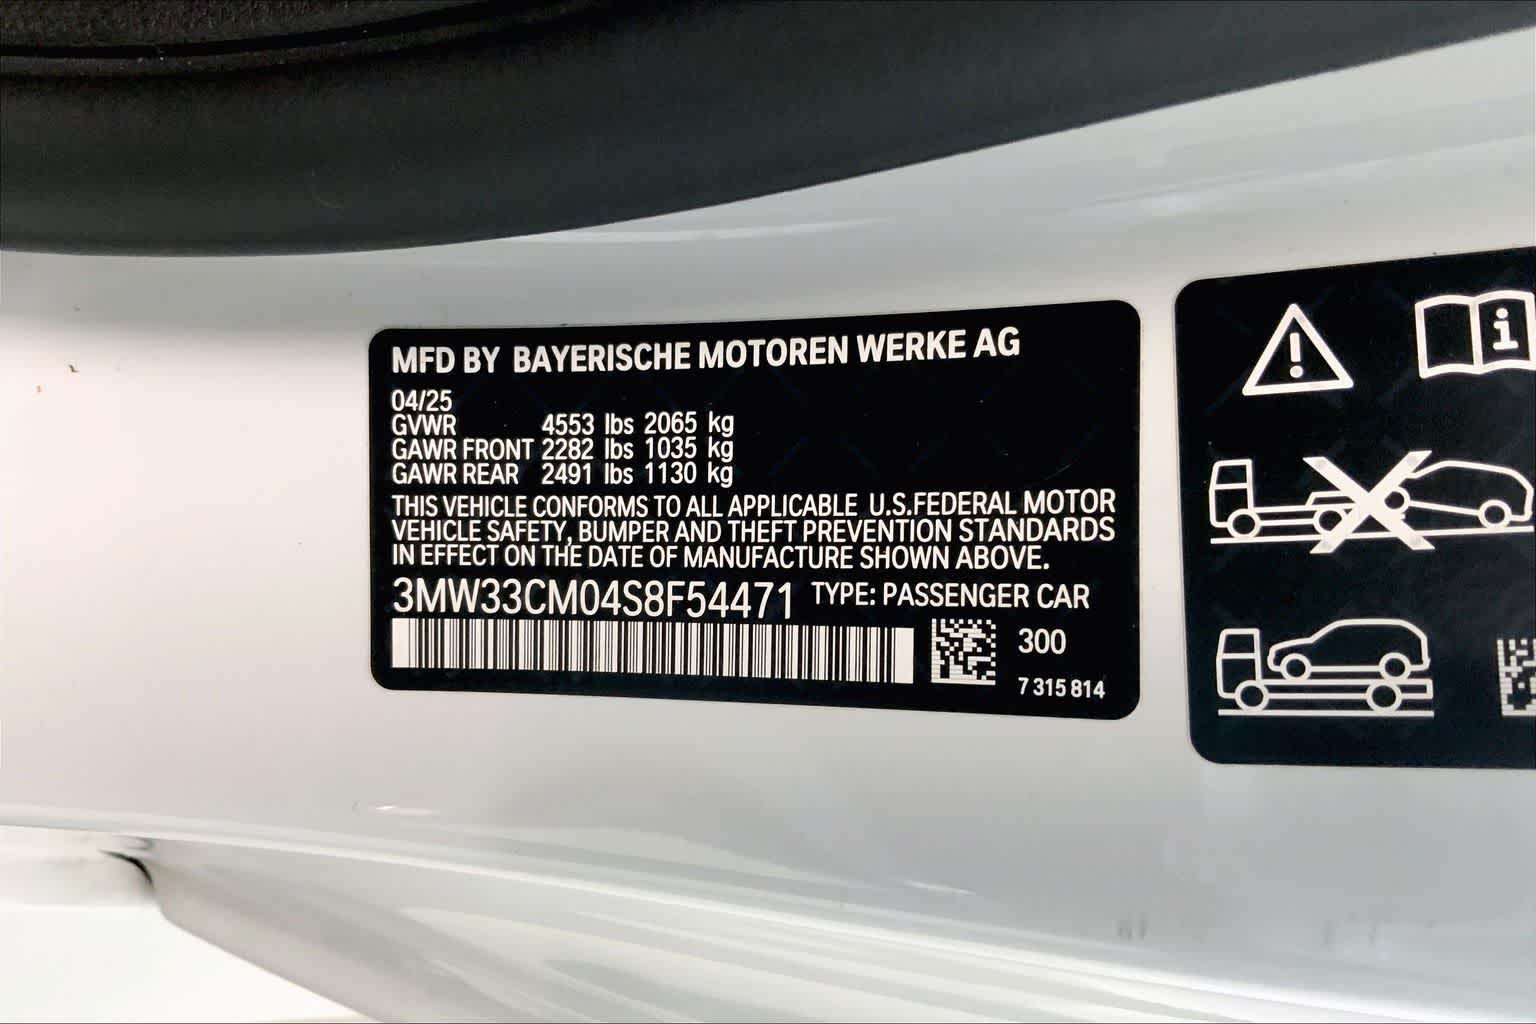 MFD BY BAYERISCHE MOTOREN WERKE AG
04/25
GVWR 4553 lbs 2065 kg
GAWR FRONT 2282 lbs 1035 kg
GAWR REAR 2491 lbs 1130 kg
THIS VEHICLE CONFORMS TO ALL APPLICABLE U.S.FEDERAL MOTOR
VEHICLE SAFETY, BUMPER AND THEFT PREVENTION STANDARDS
IN EFFECT ON THE DATE OF MANUFACTURE SHOWN ABOVE.
3MW33CM04S8F54471 TYPE: PASSENGER CAR
300
7 315 814